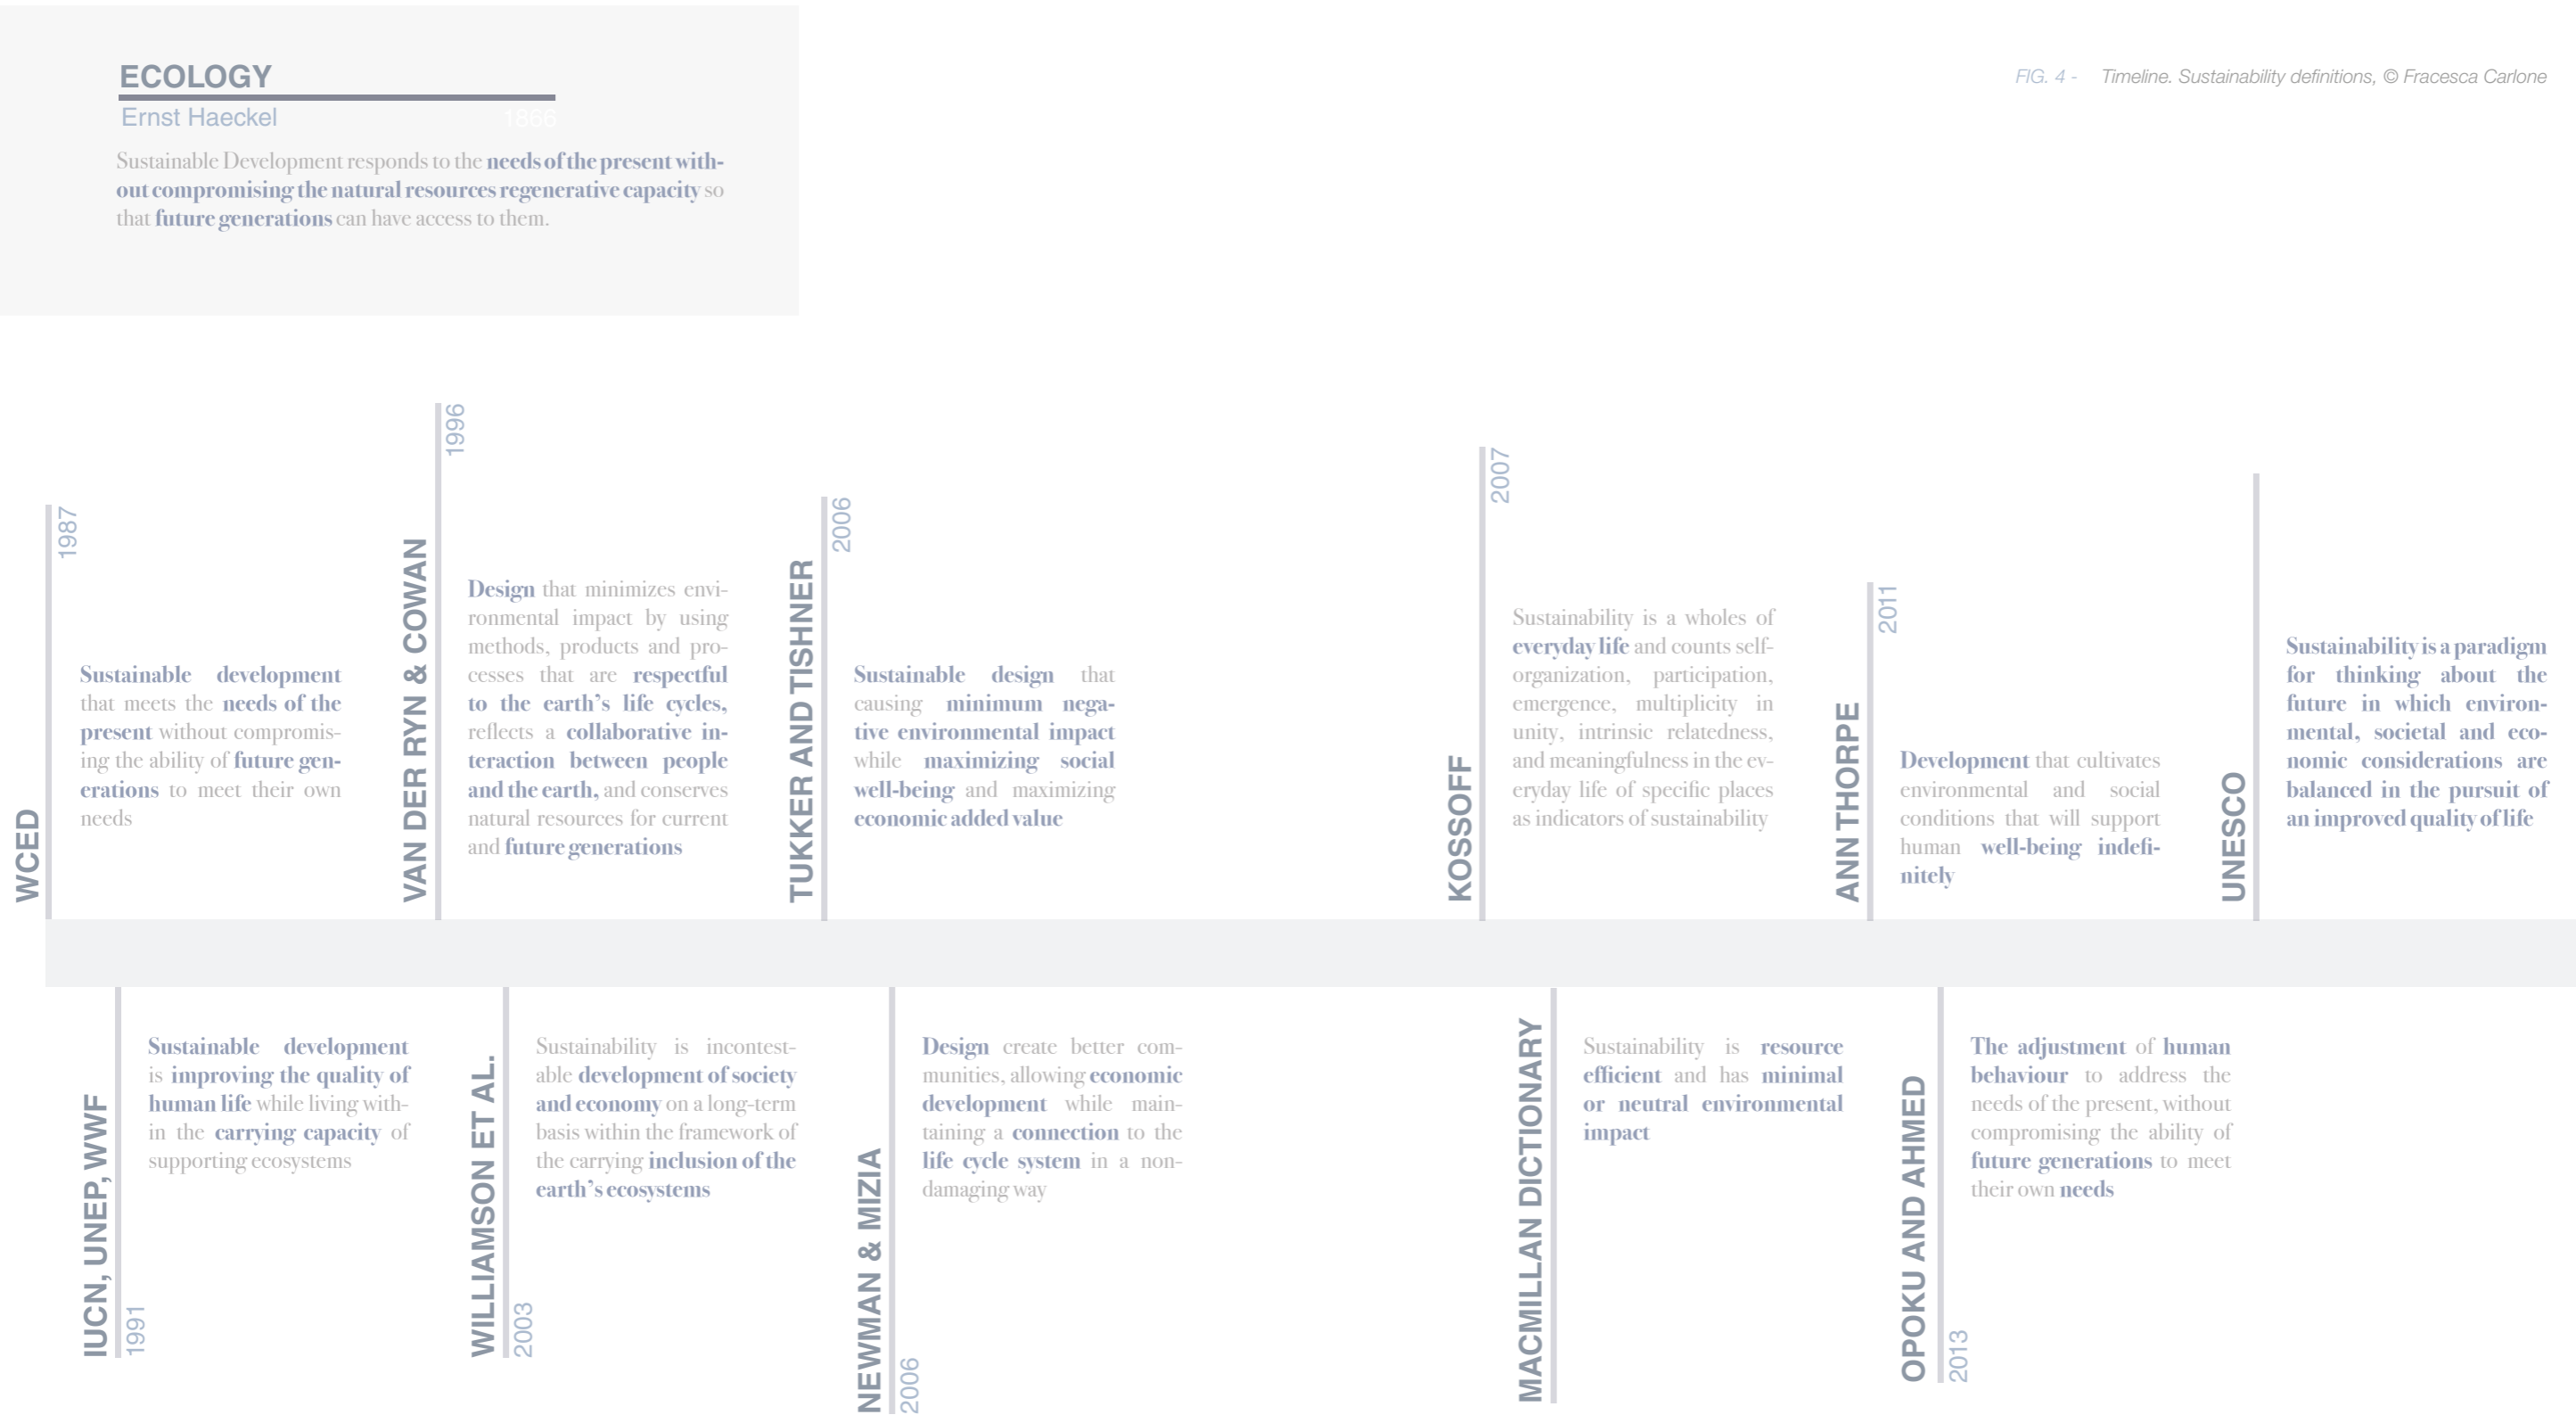 ECOLOGY
Ernst Haeckel 1866
Sustainable Development responds to the needs of the present with-
out compromising the natural resources regenerative capacity so
that future generations can have access to them.
FIG. 4 - Timeline. Sustainability definitions, © Fracesca Carlone
WCED
1987
Sustainable development
that meets the needs of the
present without compromis-
ing the ability of future gen-
erations to meet their own
needs
VAN DER RYN & COWAN
1996
Design that minimizes envi-
ronmental impact by using
methods, products and pro-
cesses that are respectful
to the earth's life cycles,
reflects a collaborative in-
teraction between people
and the earth, and conserves
natural resources for current
and future generations
TUKKER AND TISHNER
2006
Sustainable design that
causing minimum nega-
tive environmental impact
while maximizing social
well-being and maximizing
economic added value
KOSSOFF
2007
Sustainability is a wholes of
everyday life and counts self-
organization, participation,
emergence, multiplicity in
unity, intrinsic relatedness,
and meaningfulness in the ev-
eryday life of specific places
as indicators of sustainability
ANN THORPE
2011
Development that cultivates
environmental and social
conditions that will support
human well-being indefi-
nitely
UNESCO
Sustainability is a paradigm
for thinking about the
future in which environ-
mental, societal and eco-
nomic considerations are
balanced in the pursuit of
an improved quality of life
IUCN, UNEP, WWF
1991
Sustainable development
is improving the quality of
human life while living with-
in the carrying capacity of
supporting ecosystems
WILLIAMSON ET AL.
2003
Sustainability is incontest-
able development of society
and economy on a long-term
basis within the framework of
the carrying inclusion of the
earth's ecosystems
NEWMAN & MIZIA
2006
Design create better com-
munities, allowing economic
development while main-
taining a connection to the
life cycle system in a non-
damaging way
MACMILLAN DICTIONARY
Sustainability is resource
efficient and has minimal
or neutral environmental
impact
OPOKU AND AHMED
2013
The adjustment of human
behaviour to address the
needs of the present, without
compromising the ability of
future generations to meet
their own needs